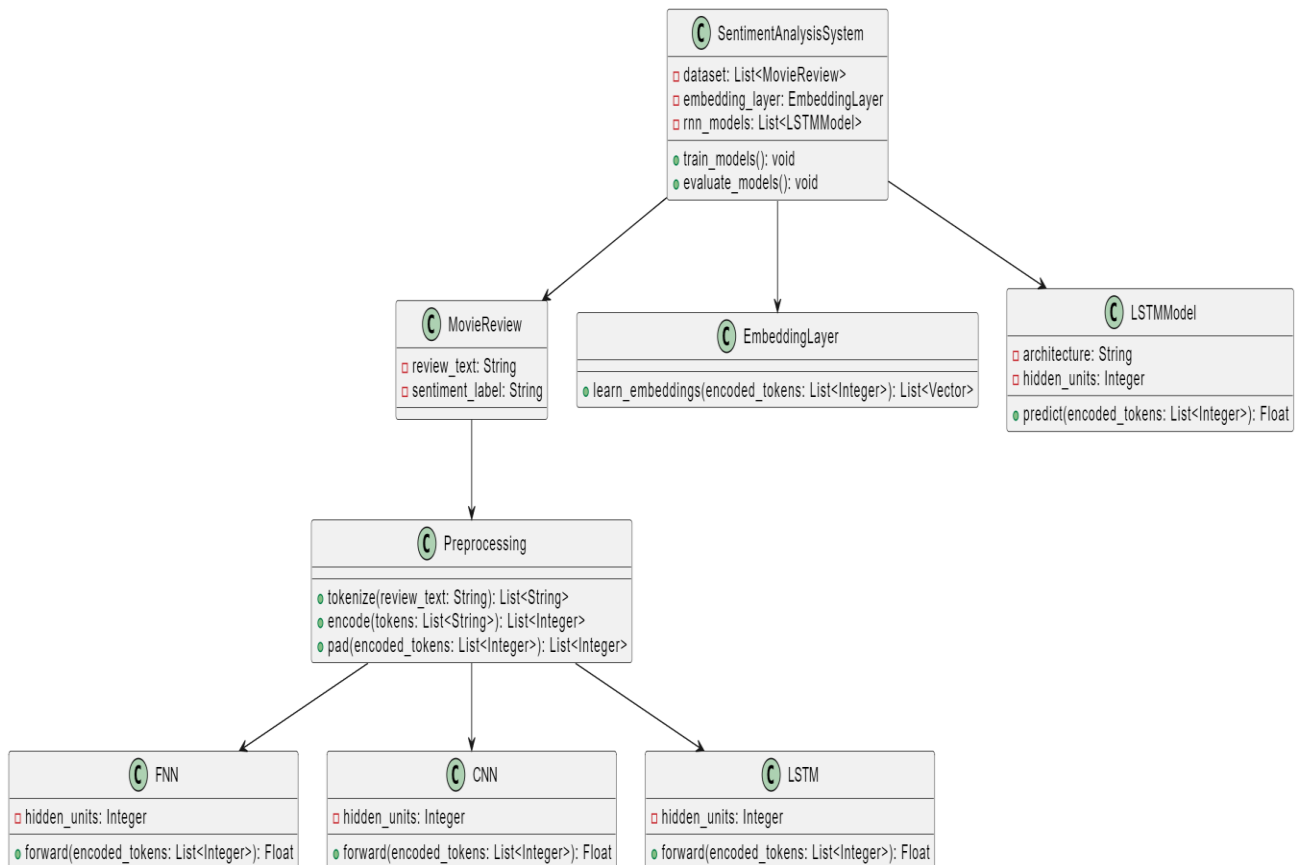 C SentimentAnalysisSystem
dataset: List<MovieReview>
embedding_layer: EmbeddingLayer
rnn_models: List<LSTMModel>
train_models(): void
evaluate_models(): void
C MovieReview
review_text: String
sentiment_label: String
C EmbeddingLayer
learn_embeddings(encoded_tokens: List<Integer>): List<Vector>
C LSTMModel
architecture: String
hidden_units: Integer
predict(encoded_tokens: List<Integer>): Float
C Preprocessing
tokenize(review_text: String): List<String>
encode(tokens: List<String>): List<Integer>
pad(encoded_tokens: List<Integer>): List<Integer>
C FNN
hidden_units: Integer
forward(encoded_tokens: List<Integer>): Float
C CNN
hidden_units: Integer
forward(encoded_tokens: List<Integer>): Float
C LSTM
hidden_units: Integer
forward(encoded_tokens: List<Integer>): Float